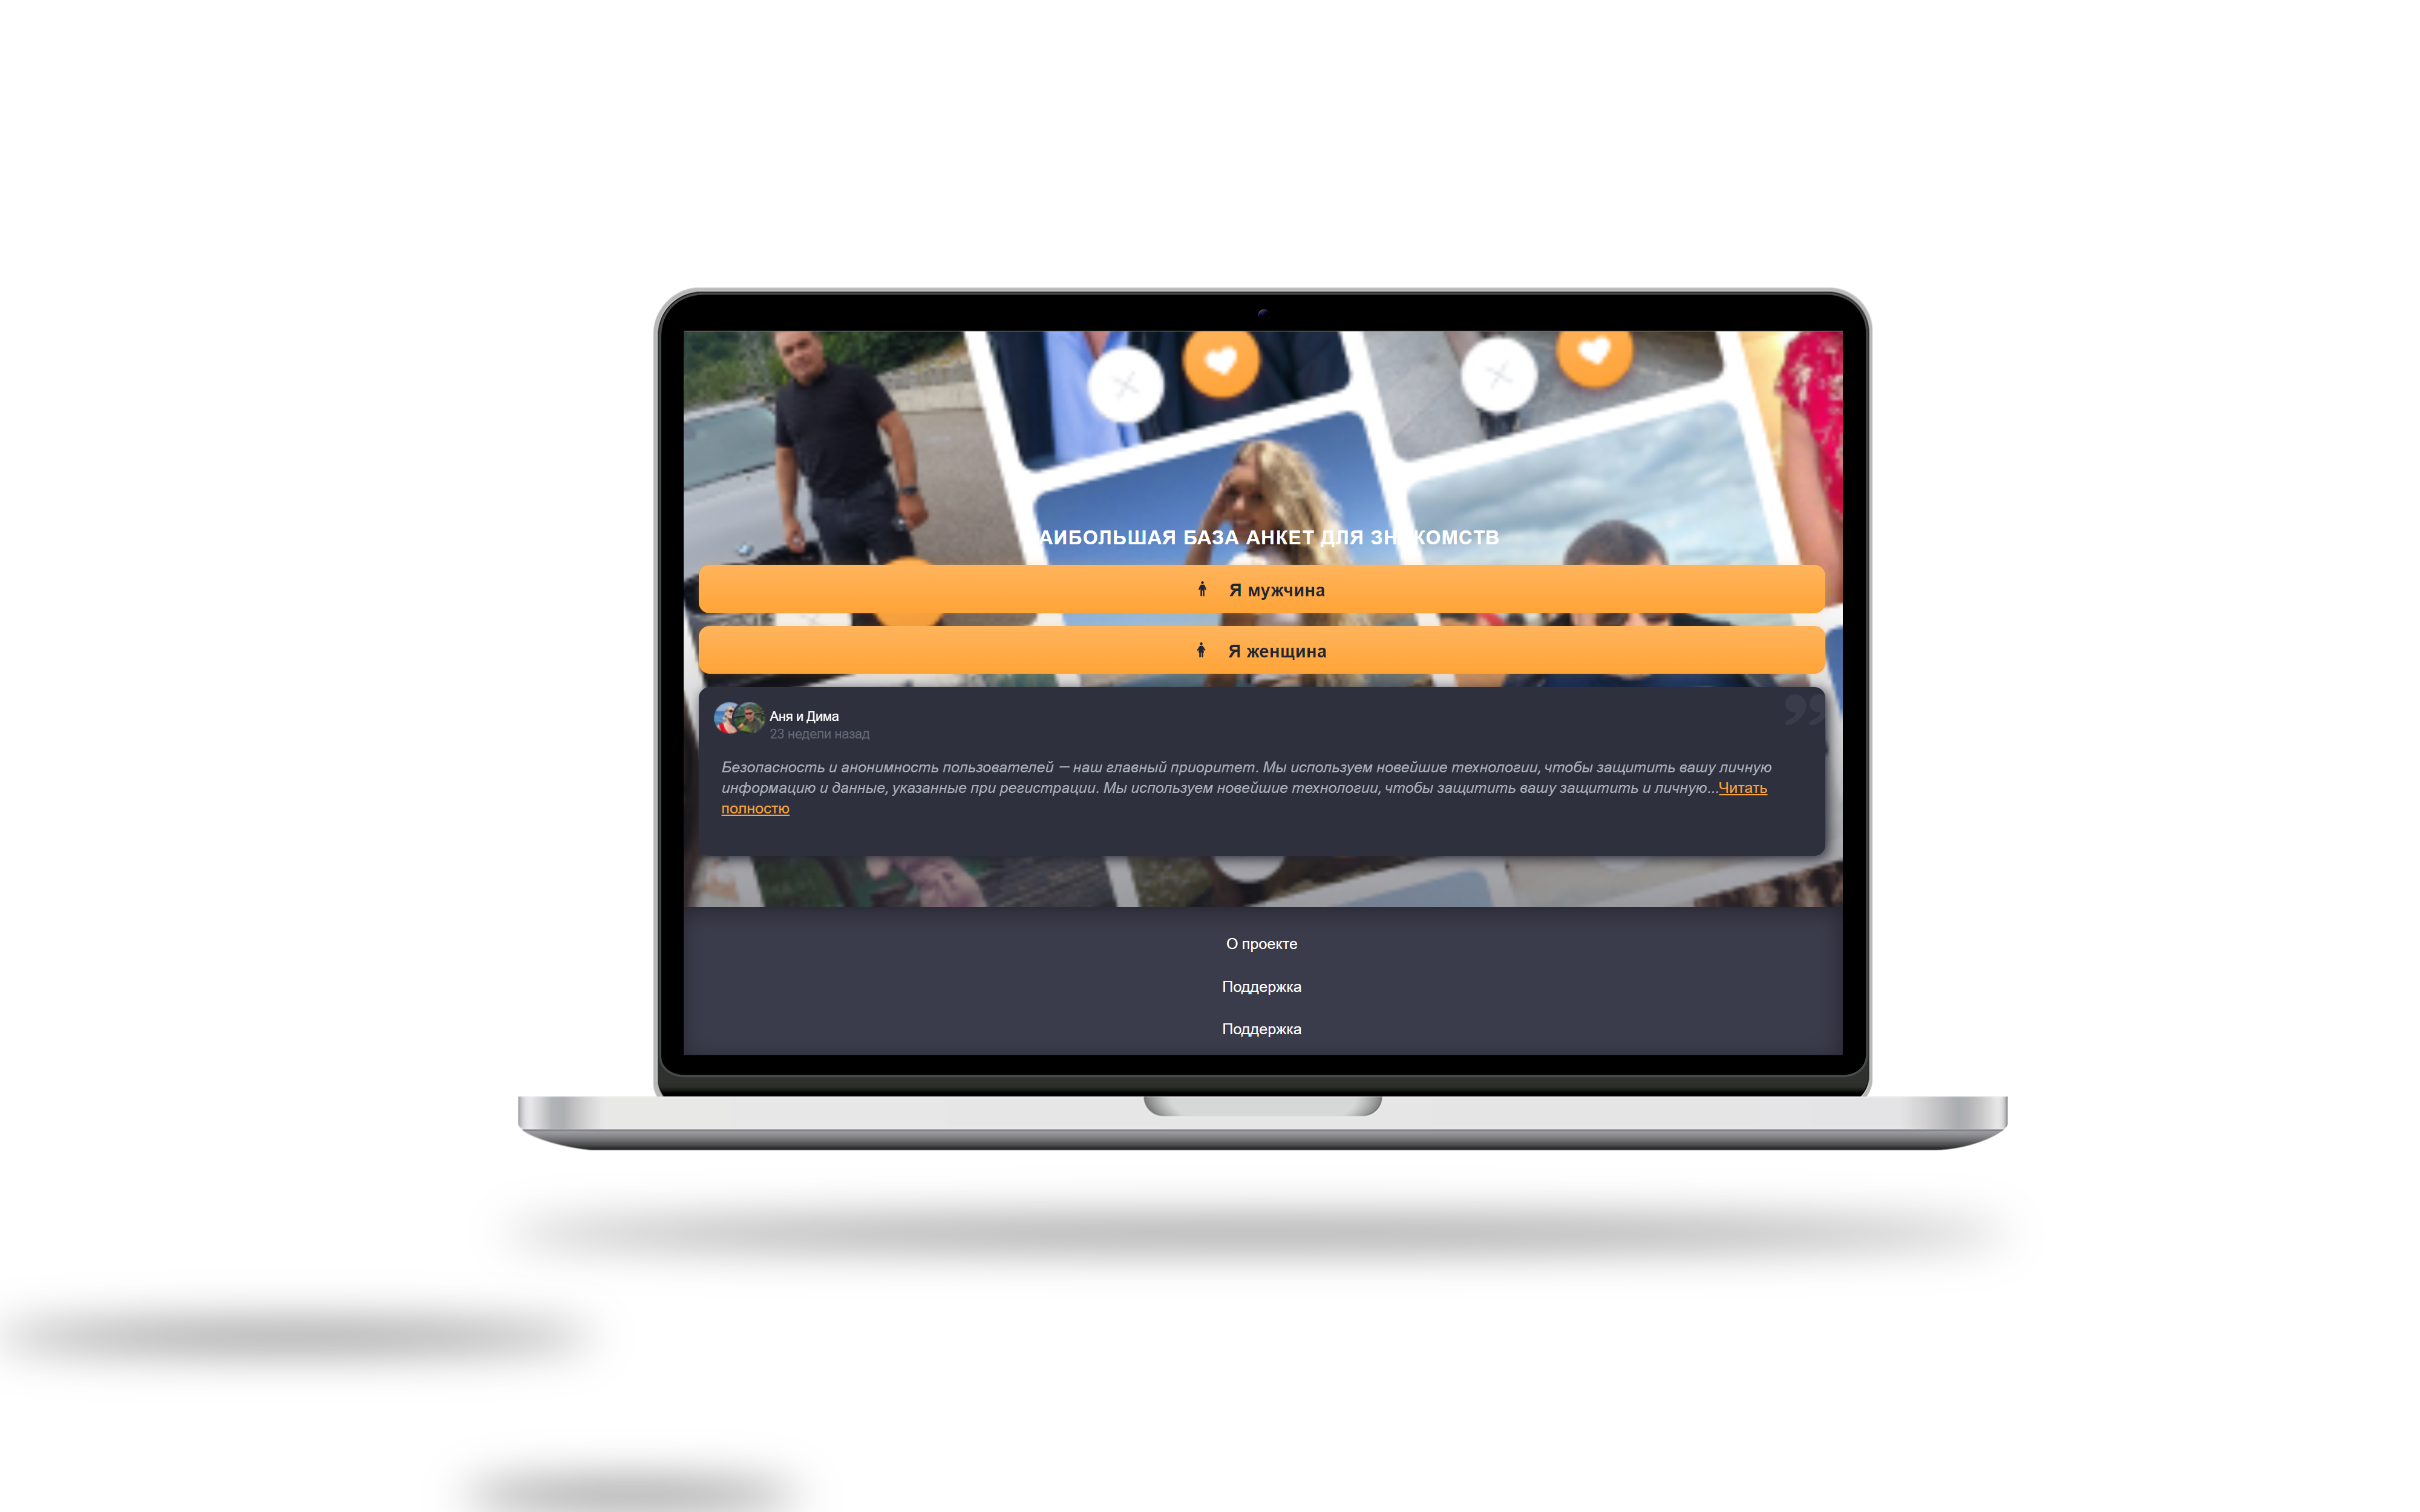 АИБОЛЬШАЯ БАЗА АНКЕТ ДЛЯ ЗН КОМСТВ
Я мужчина
Я женщина
Аня и Дима
23 недели назад
Безопасность и анонимность пользователей — наш главный приоритет. Мы используем новейшие технологии, чтобы защитить вашу личную
информацию и данные, указанные при регистрации. Мы используем новейшие технологии, чтобы защитить вашу защитить и личную...Читать
полностю
О проекте
Поддержка
Поддержка